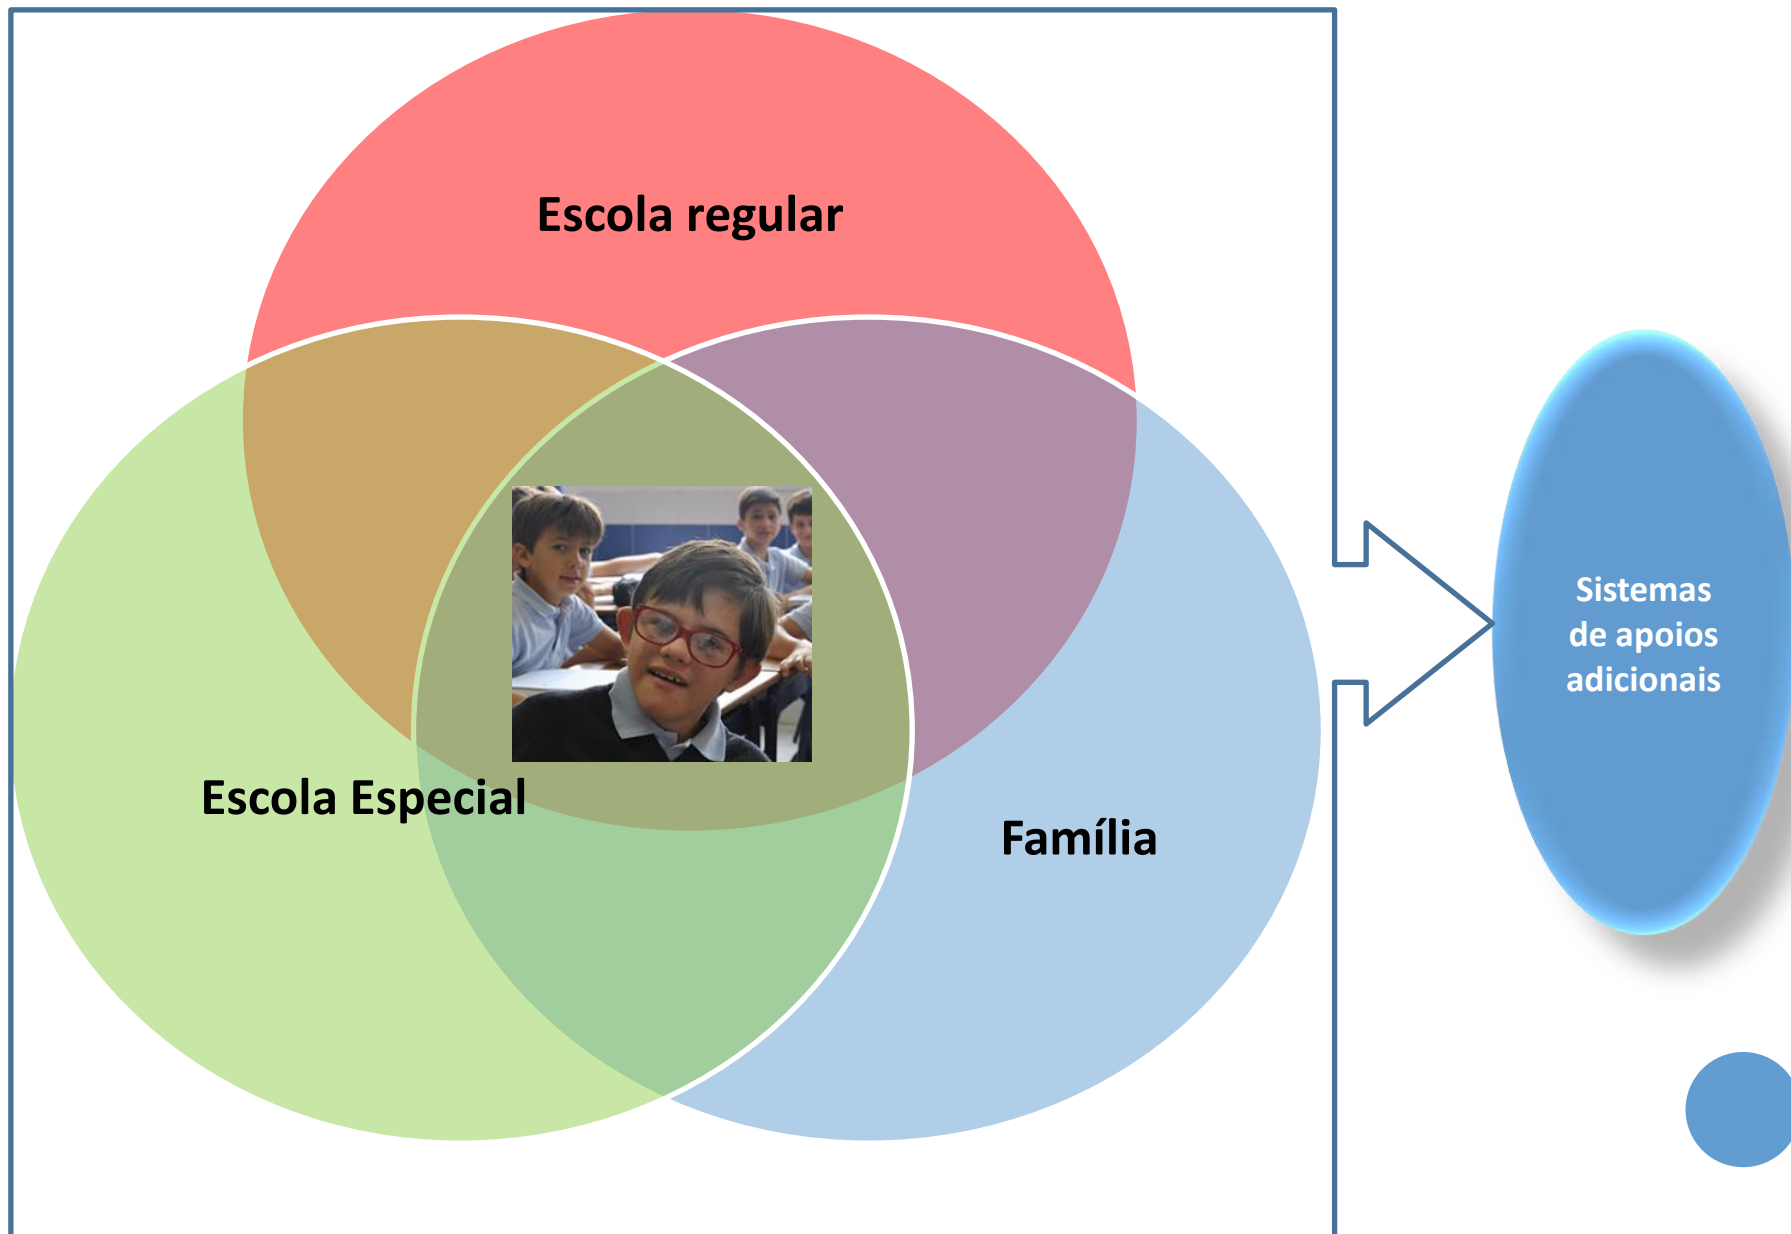 Escola regular
Escola Especial
Família
Sistemas
de apoios
adicionais